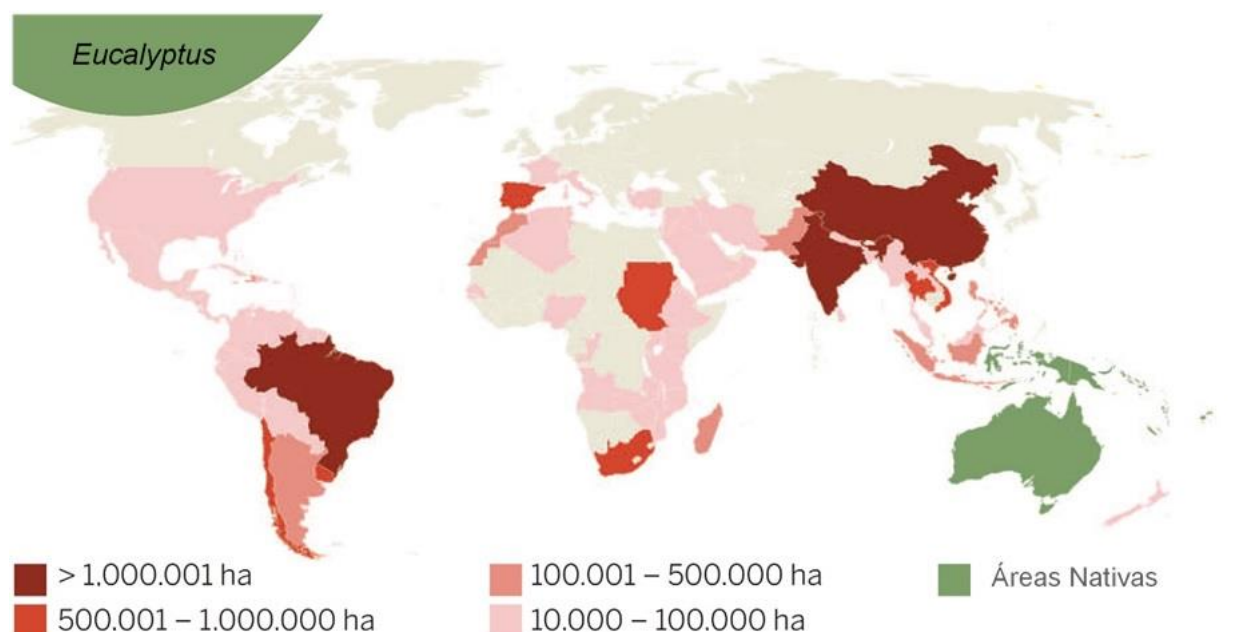 Eucalyptus
> 1.000.001 ha
500.001 – 1.000.000 ha
100.001 – 500.000 ha
10.000 – 100.000 ha
Áreas Nativas